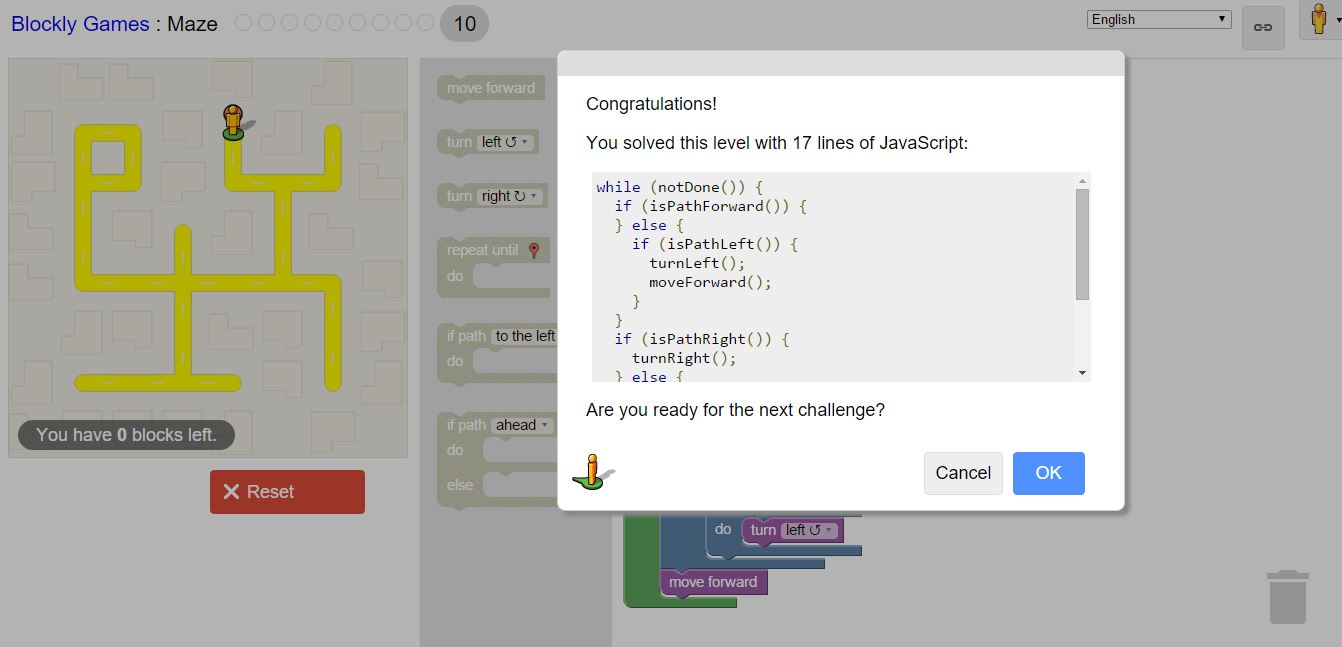 Blockly Games : Maze 10
English
move forward
turn left ↺ ▾
turn right ↻ ▾
repeat until
do
if path to the left
do
if path ahead ▾
do
else
You have 0 blocks left.
Reset
Congratulations!
You solved this level with 17 lines of JavaScript:
while (notDone()) {
if (isPathForward()) {
} else {
if (isPathLeft()) {
turnLeft();
moveForward();
}
}
if (isPathRight()) {
turnRight();
} else {
Are you ready for the next challenge?
Cancel OK
do turn left ↺ ▾
move forward